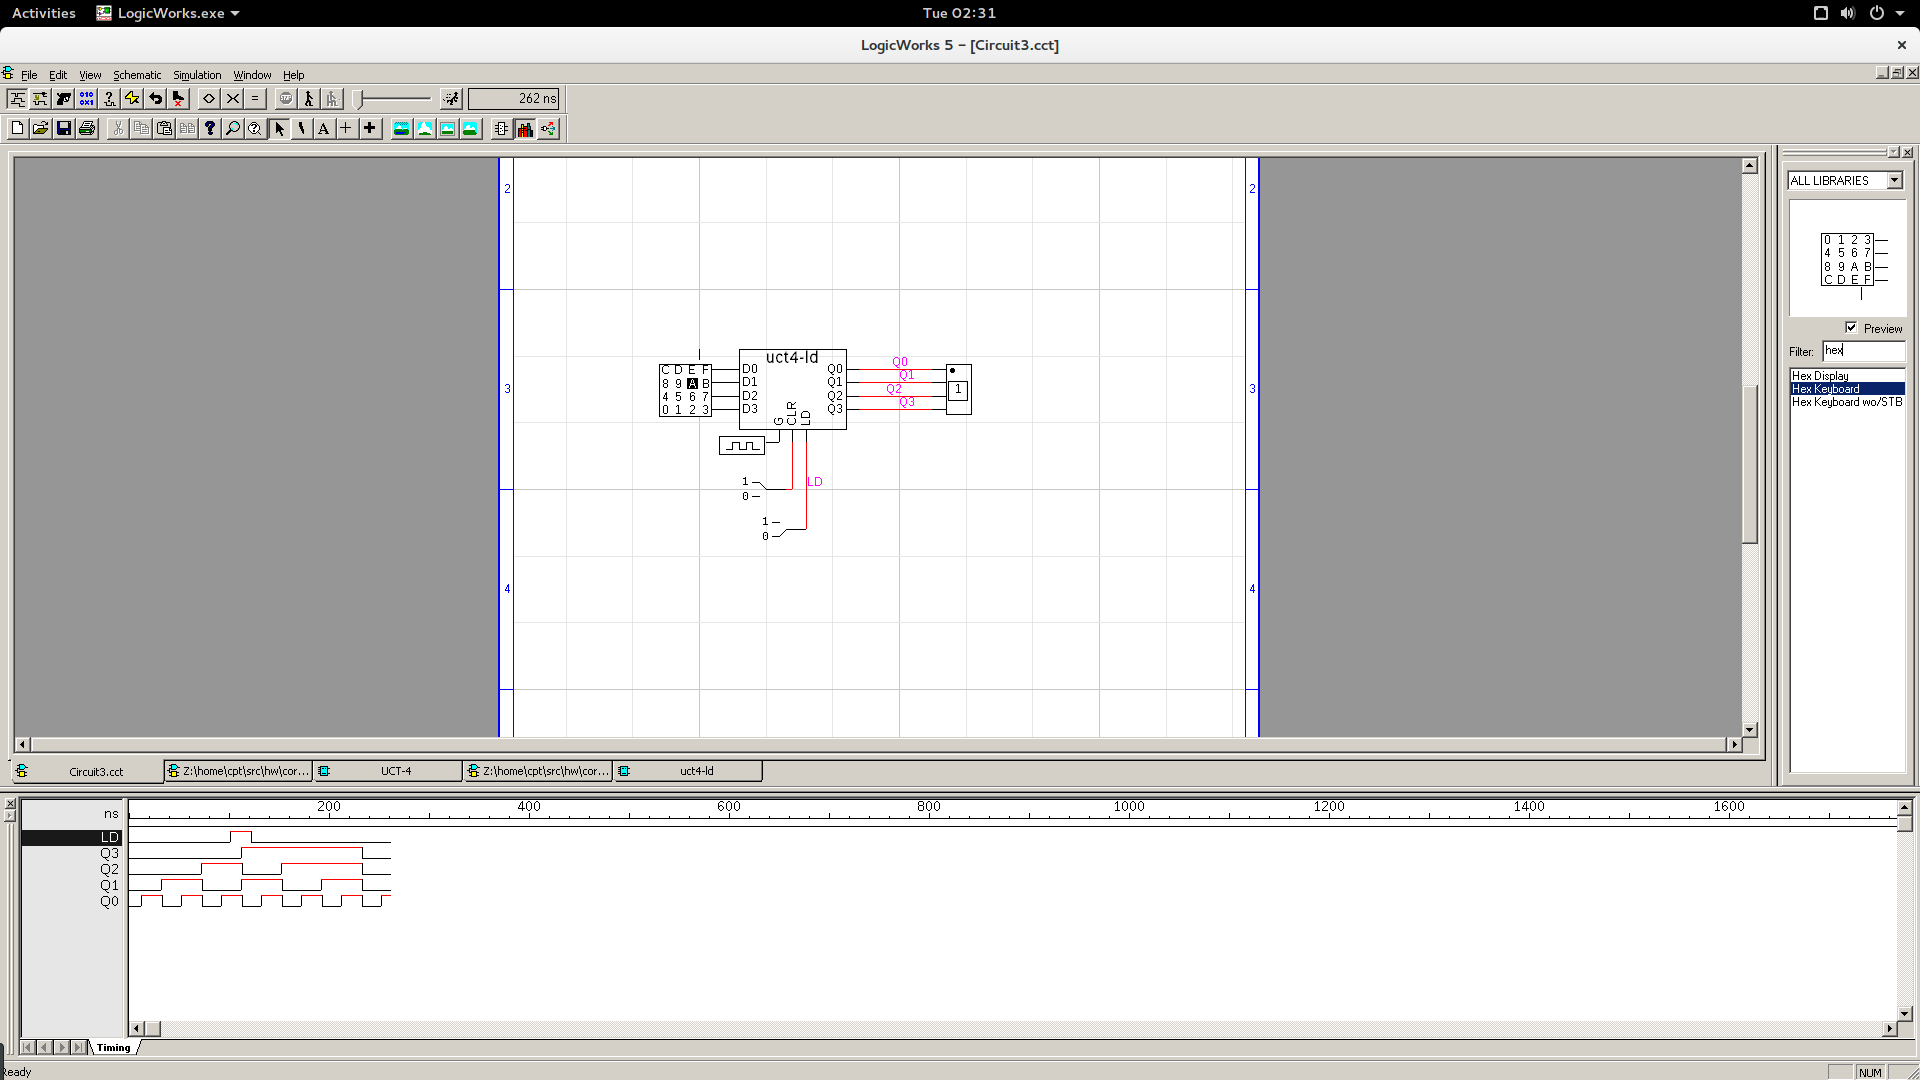 Activities LogicWorks.exe Tue 02:31
LogicWorks 5 – [Circuit3.cct]
File Edit View Schematic Simulation Window Help
262 ns
ALL LIBRARIES
2 2
0 1 2 3
4 5 6 7
8 9 A B
C D E F
Preview
Filter: hex
Hex Display
Hex Keyboard
Hex Keyboard wo/STB
3 3
uct4-ld
C D E F
8 9 A B
4 5 6 7
0 1 2 3
D0
D1
D2
D3
Q0
Q1
Q2
Q3
G
CLR
LD
Q0
Q1
Q2
Q3
1
1
0
LD
1
0
4 4
Circuit3.cct Z:\home\cpt\src\hw\cor... UCT-4 Z:\home\cpt\src\hw\cor... uct4-ld
ns 200 400 600 800 1000 1200 1400 1600
LD
Q3
Q2
Q1
Q0
Timing
Ready NUM